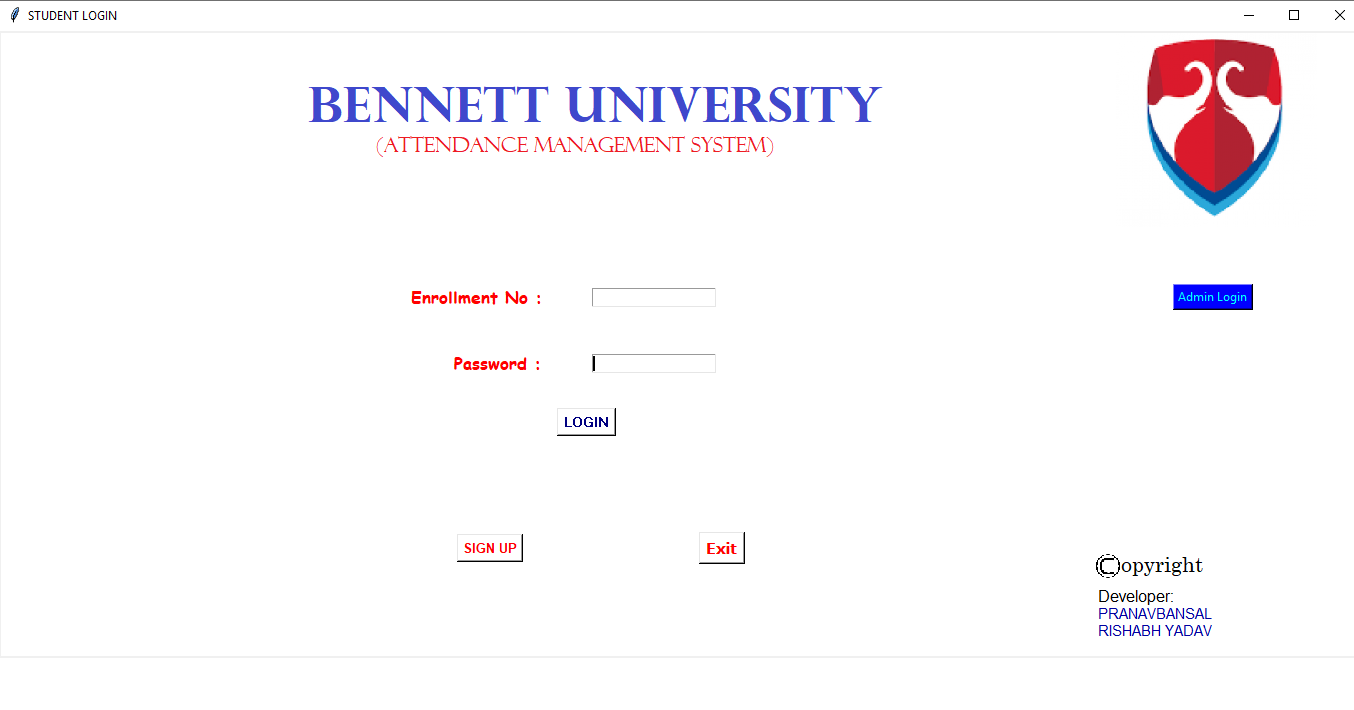 STUDENT LOGIN
BENNETT UNIVERSITY
(ATTENDANCE MANAGEMENT SYSTEM)
Enrollment No :
Admin Login
Password :
LOGIN
SIGN UP
Exit
©opyright
Developer:
PRANAVBANSAL
RISHABH YADAV